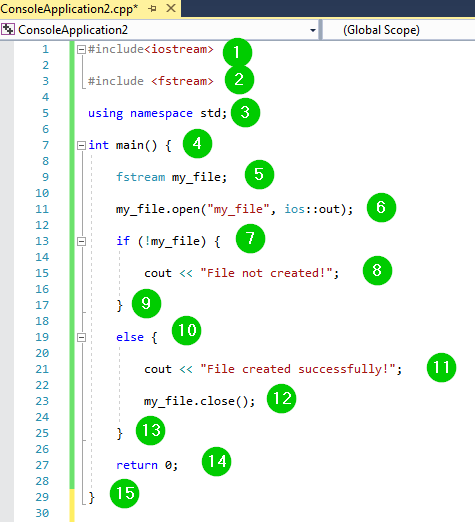 ConsoleApplication2.cpp*
ConsoleApplication2 (Global Scope)
1 #include<iostream> 1
2
3 #include <fstream> 2
4
5 using namespace std; 3
6
7 int main() { 4
8
9 fstream my_file; 5
10
11 my_file.open("my_file", ios::out); 6
12
13 if (!my_file) { 7
14
15 cout << "File not created!"; 8
16
17 } 9
18
19 else { 10
20
21 cout << "File created successfully!"; 11
22
23 my_file.close(); 12
24
25 } 13
26
27 return 0; 14
28
29 } 15
30